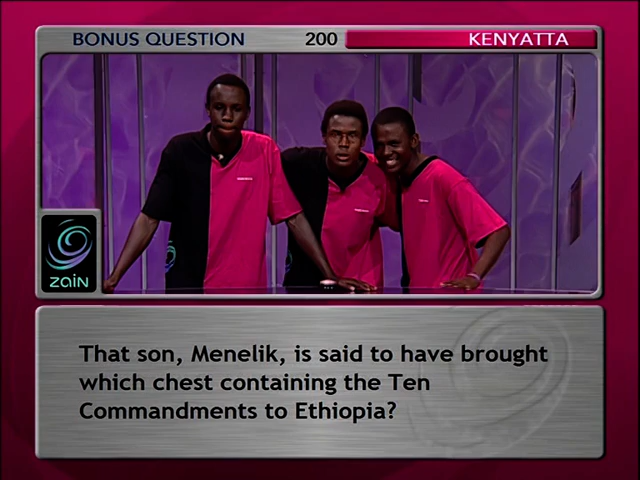 BONUS QUESTION 200 KENYATTA
zain
That son, Menelik, is said to have brought
which chest containing the Ten
Commandments to Ethiopia?